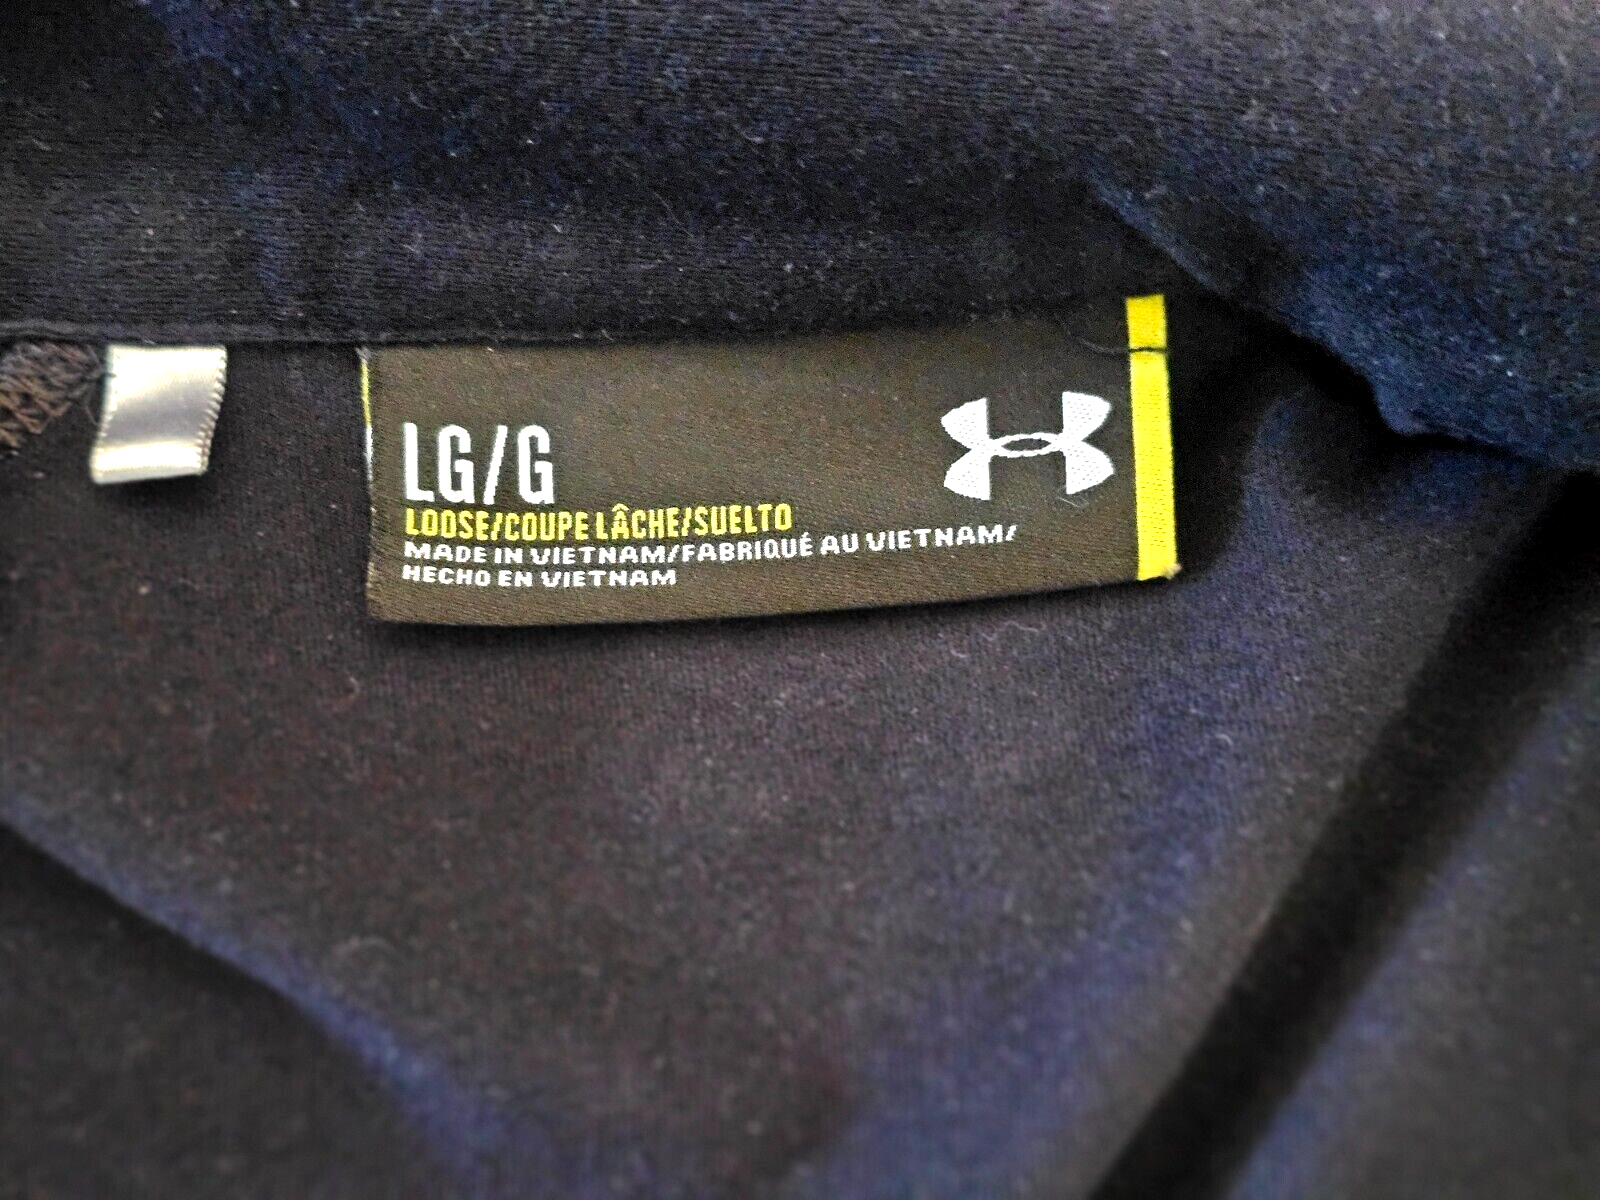 LG/G
LOOSE/COUPE LÂCHE/SUELTO
MADE IN VIETNAM/FABRIQUÉ AU VIETNAM/
HECHO EN VIETNAM